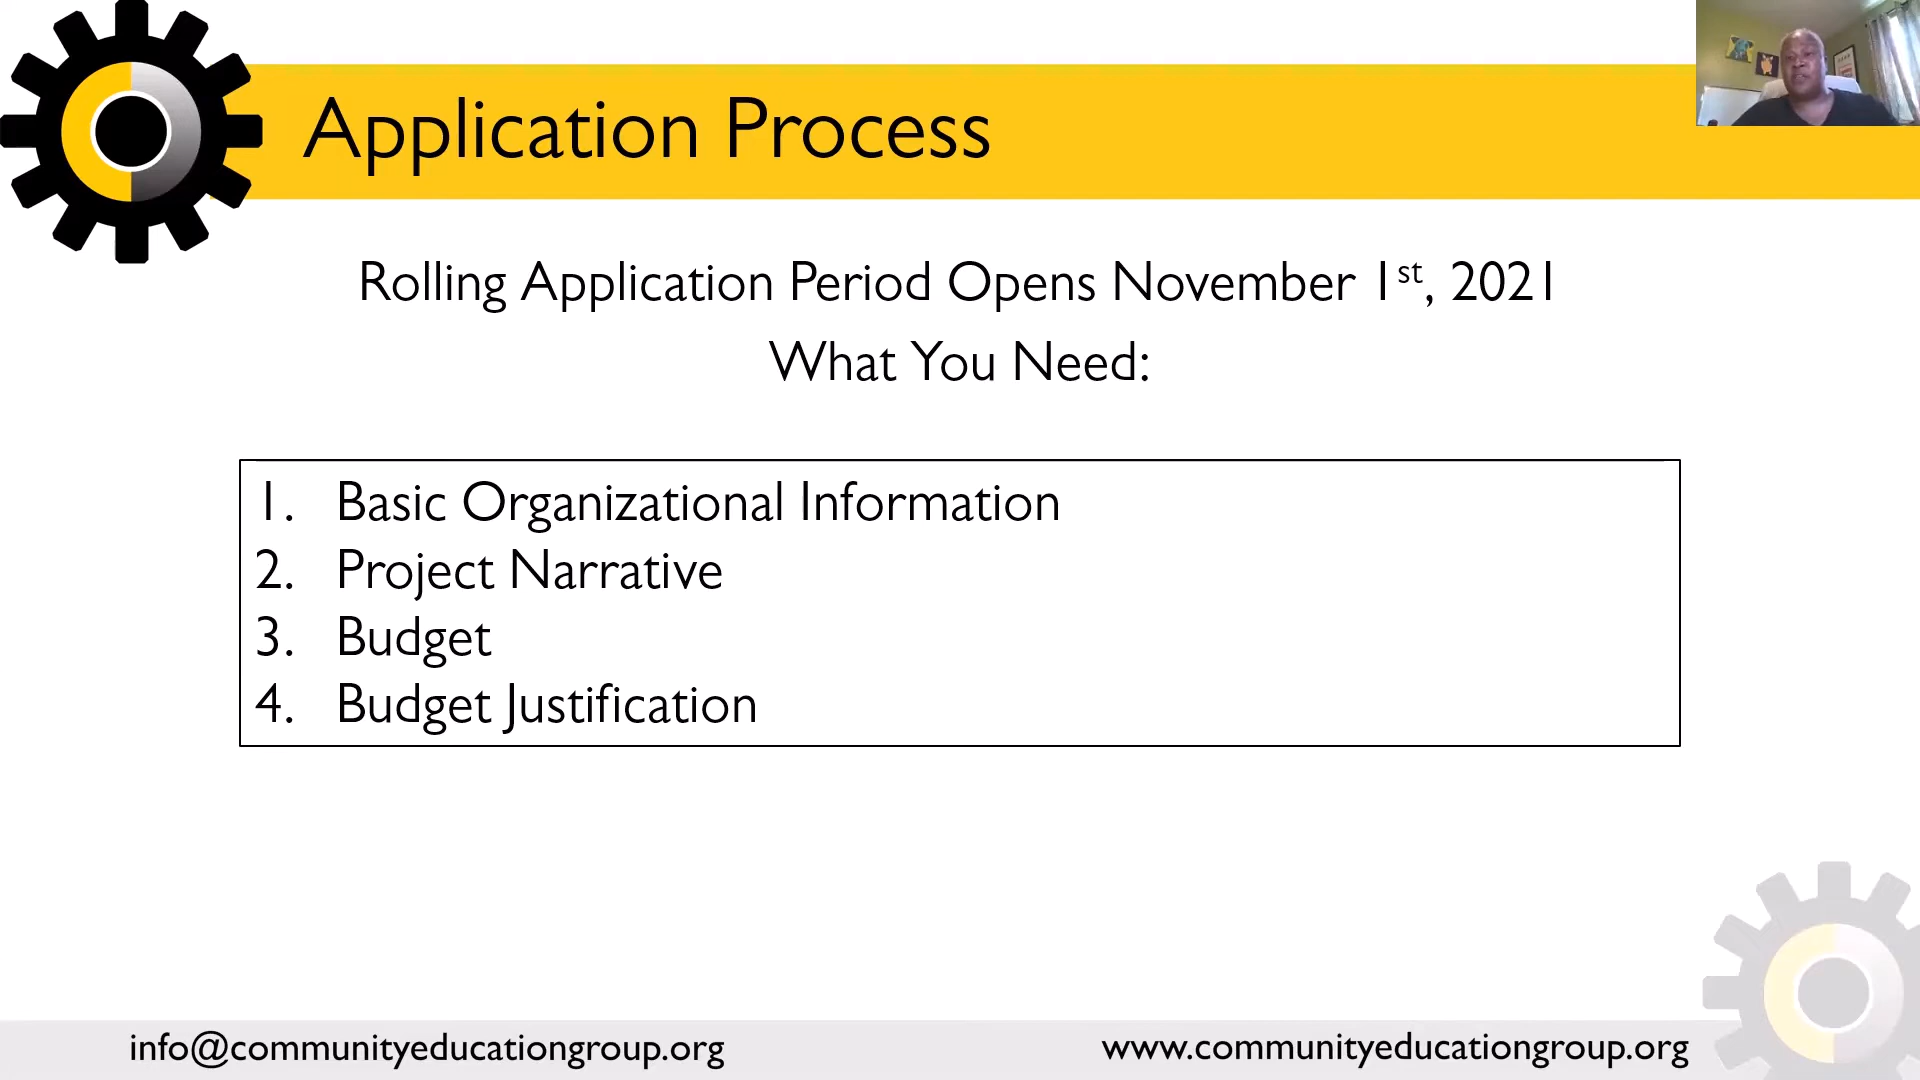 Application Process
Rolling Application Period Opens November 1st, 2021
What You Need:
1. Basic Organizational Information
2. Project Narrative
3. Budget
4. Budget Justification
info@communityeducationgroup.org
www.communityeducationgroup.org